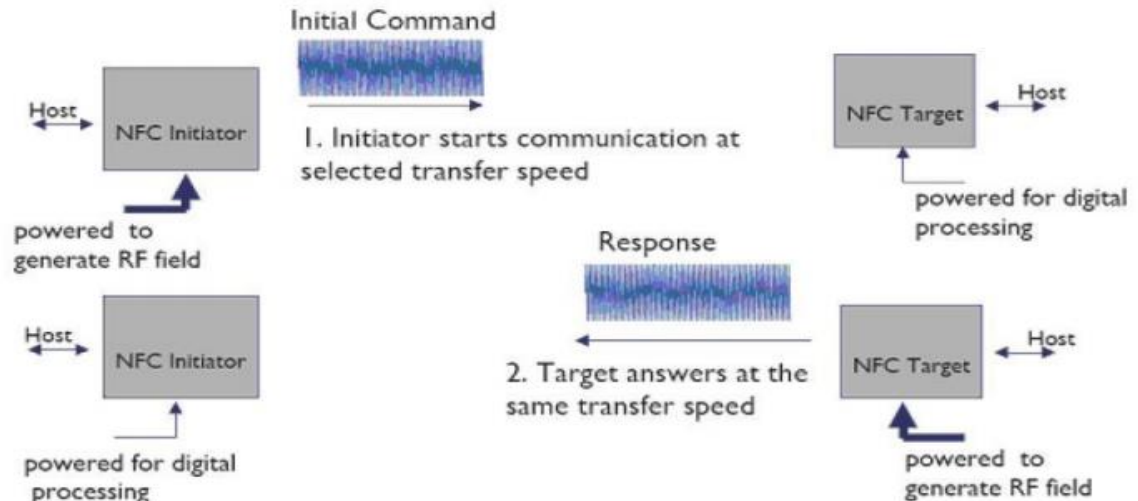 Initial Command
Host
NFC Initiator
1. Initiator starts communication at
selected transfer speed
powered to
generate RF field
Host
NFC Target
powered for digital
processing
Response
Host
NFC Initiator
2. Target answers at the
same transfer speed
powered for digital
processing
Host
NFC Target
powered to
generate RF field